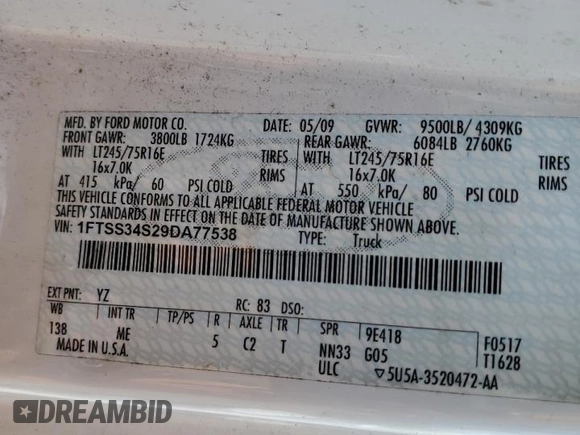 MFD. BY FORD MOTOR CO. DATE: 05/09 GVWR: 9500LB/ 4309KG
FRONT GAWR: 3800LB 1724KG REAR GAWR: 6084LB 2760KG
WITH LT245/75R16E TIRES WITH LT245/75R16E TIRES
16x7.0K RIMS 16x7.0K RIMS
AT 415 kPa/ 60 PSI COLD AT 550 kPa/ 80 PSI COLD
THIS VEHICLE CONFORMS TO ALL APPLICABLE FEDERAL MOTOR VEHICLE
SAFETY STANDARDS IN EFFECT ON THE DATE OF MANUFACTURE SHOWN ABOVE.
VIN: 1FTSS34S29DA77538 TYPE: Truck
EXT PNT: YZ RC: 83 DSO:
WB INT TR TP/PS R AXLE TR SPR 9E418 F0517
138 ME 5 C2 T NN33 G05 T1628
MADE IN U.S.A. ULC ▽5U5A-3520472-AA
DREAMBID